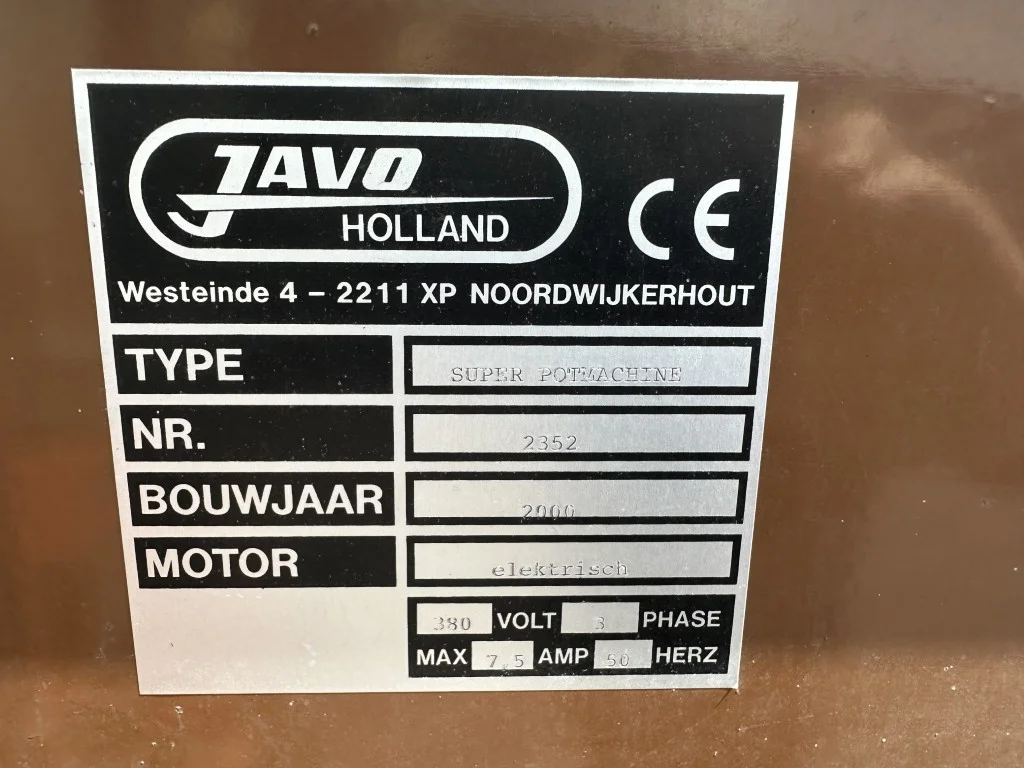 JAVO
HOLLAND
CE
Westeinde 4 – 2211 XP NOORDWIJKERHOUT
TYPE SUPER POTMACHINE
NR. 2352
BOUWJAAR 2000
MOTOR elektrisch
380 VOLT 3 PHASE
MAX 7,5 AMP 50 HERZ